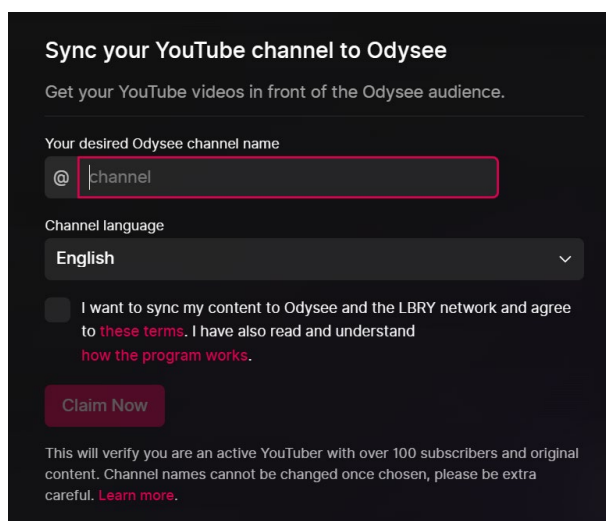 Sync your YouTube channel to Odysee
Get your YouTube videos in front of the Odysee audience.
Your desired Odysee channel name
@ channel
Channel language
English
I want to sync my content to Odysee and the LBRY network and agree
to these terms. I have also read and understand
how the program works.
Claim Now
This will verify you are an active YouTuber with over 100 subscribers and original
content. Channel names cannot be changed once chosen, please be extra
careful. Learn more.